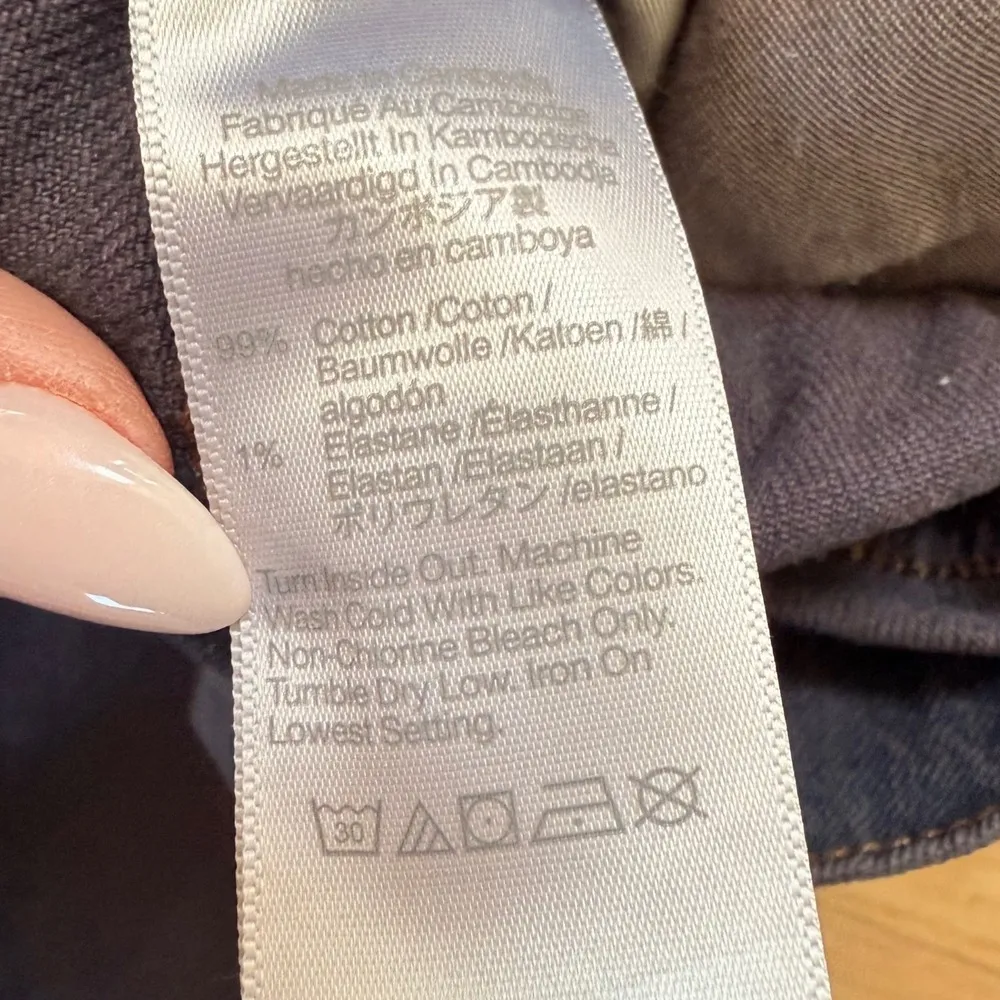 Made In Cambodia
Fabrique Au Cambodge
Hergestellt In Kambodscha
Vervaardigd In Cambodja
カンボジア製
hecho en camboya
99% Cotton /Coton /
Baumwolle /Katoen /綿 /
algodón
1% Elastane /Élasthanne /
Elastan /Elastaan /
ポリウレタン /elastano
Turn Inside Out. Machine
Wash Cold With Like Colors.
Non-Chlorine Bleach Only.
Tumble Dry Low. Iron On
Lowest Setting.
30